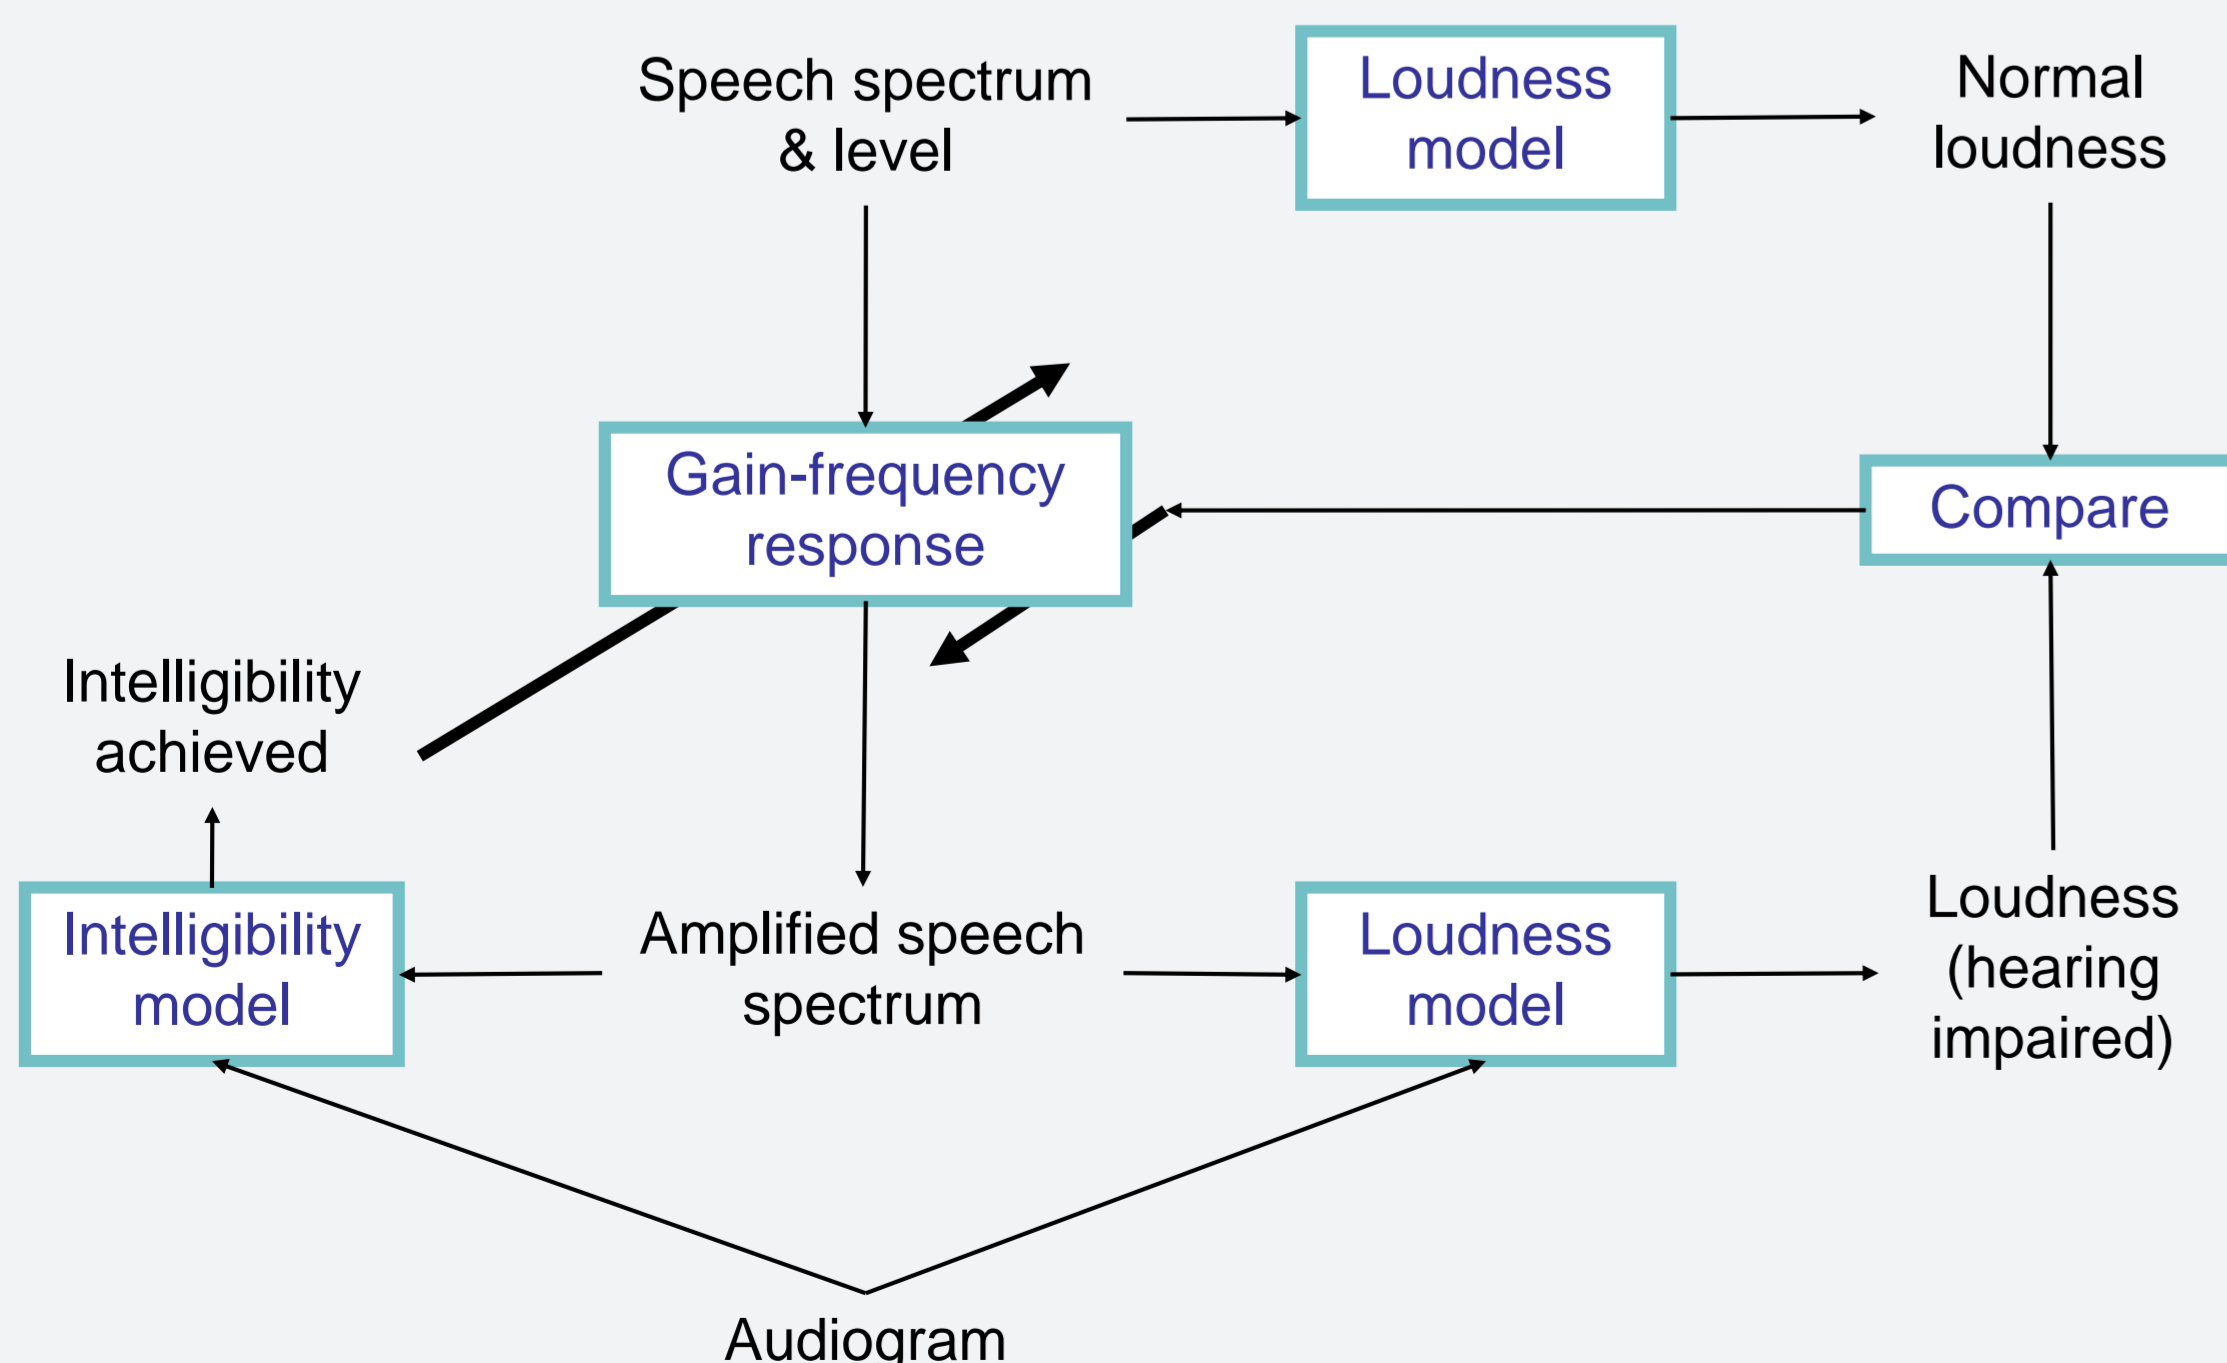 Speech spectrum
& level
Loudness
model
Normal
loudness
Gain-frequency
response
Compare
Intelligibility
achieved
Intelligibility
model
Amplified speech
spectrum
Loudness
model
Loudness
(hearing
impaired)
Audiogram